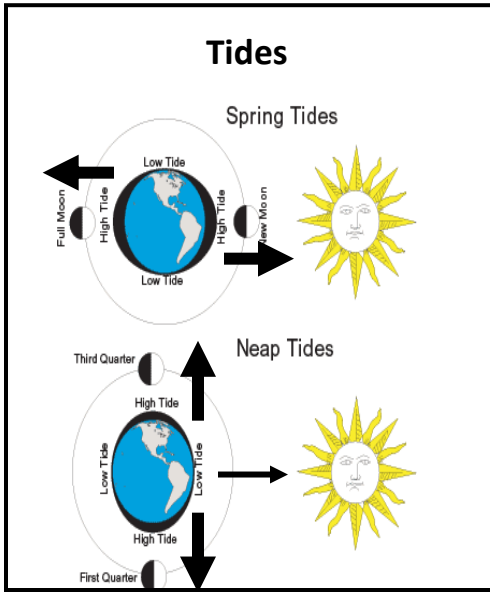 Tides
Spring Tides
Low Tide
Full Moon
High Tide
High Tide
New Moon
Low Tide
Neap Tides
Third Quarter
High Tide
Low Tide
Low Tide
High Tide
First Quarter